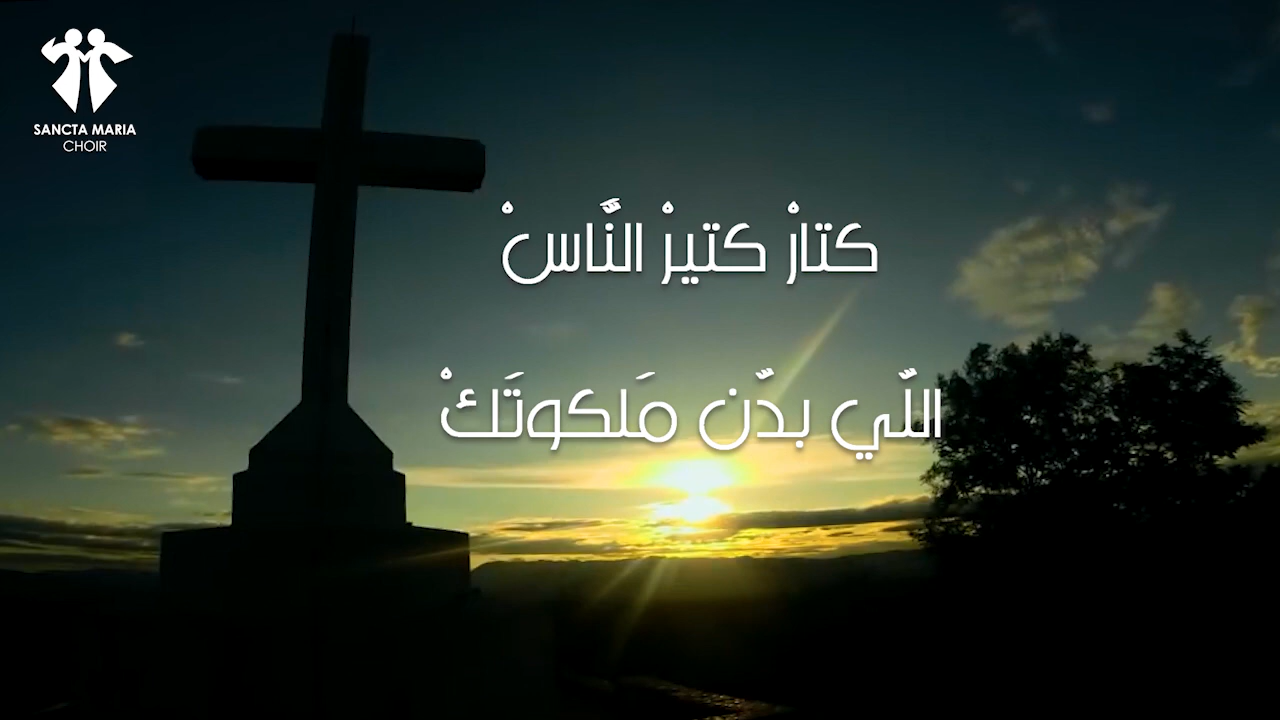 SANCTA MARIA
CHOIR
كتارْ كتيرْ النَّاسْ
اللّي بدّن مَلكوتَكْ